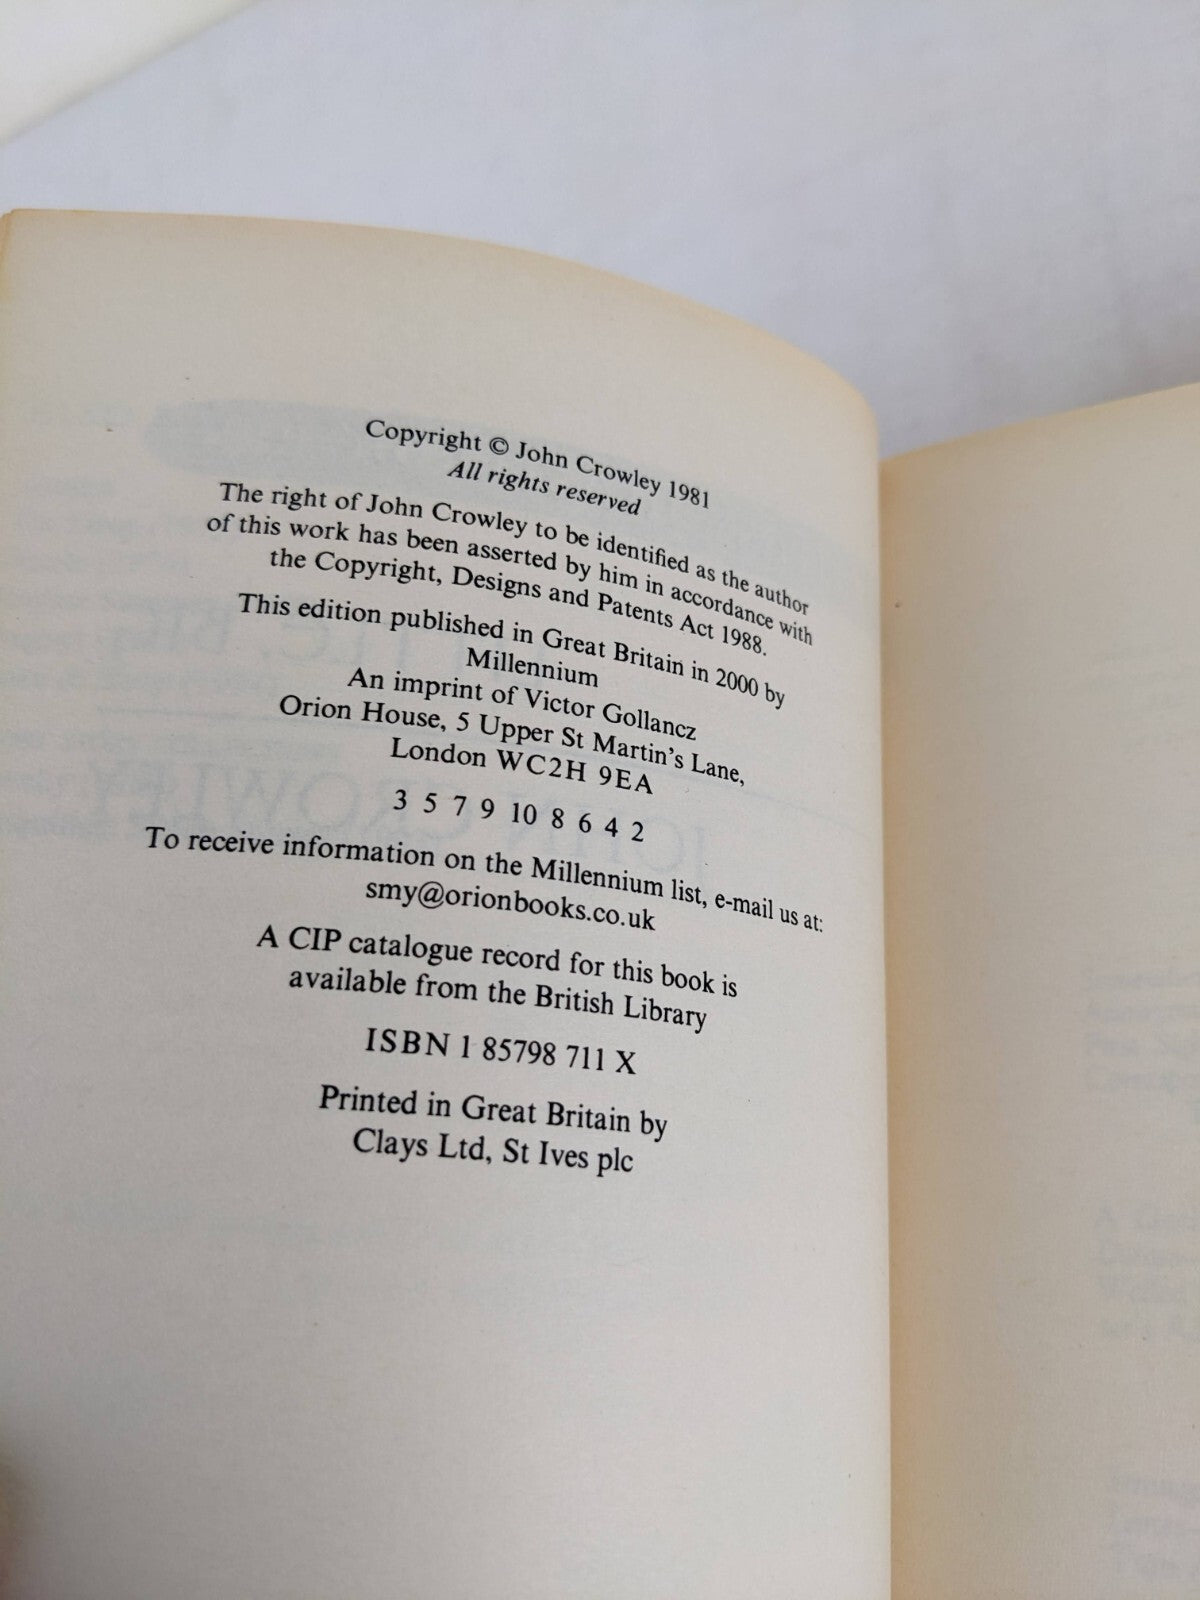 Copyright © John Crowley 1981
All rights reserved
The right of John Crowley to be identified as the author
of this work has been asserted by him in accordance with
the Copyright, Designs and Patents Act 1988.
This edition published in Great Britain in 2000 by
Millennium
An imprint of Victor Gollancz
Orion House, 5 Upper St Martin's Lane,
London WC2H 9EA
3 5 7 9 10 8 6 4 2
To receive information on the Millennium list, e-mail us at:
smy@orionbooks.co.uk
A CIP catalogue record for this book is
available from the British Library
ISBN 1 85798 711 X
Printed in Great Britain by
Clays Ltd, St Ives plc